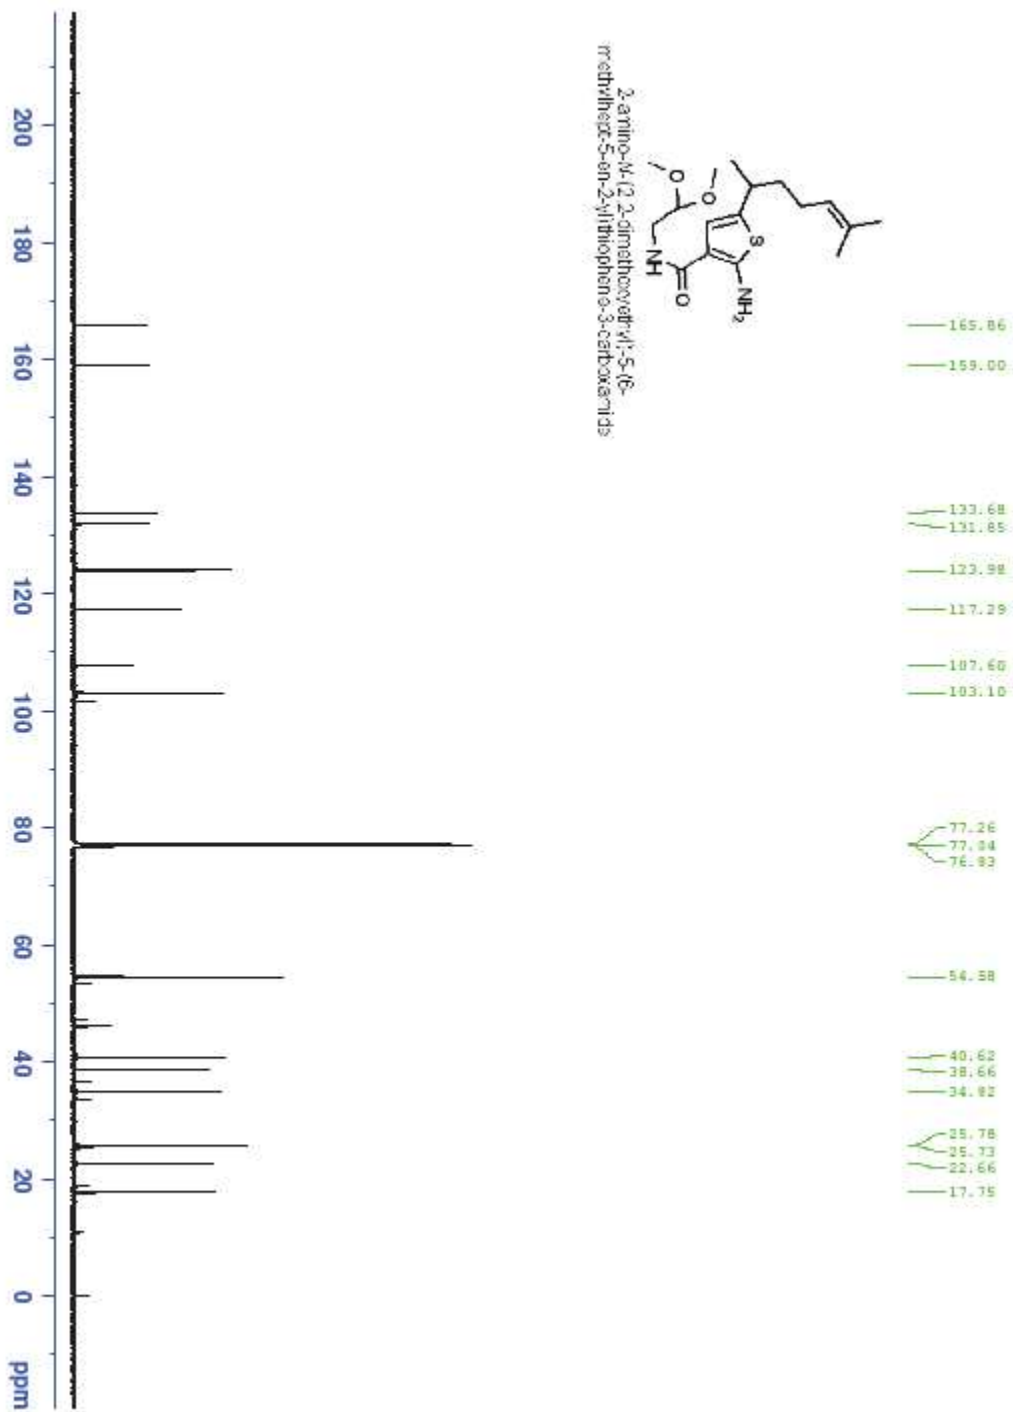 165.86
159.00
133.68
131.85
123.98
117.29
107.60
103.10
77.26
77.04
76.83
54.58
40.62
38.66
34.82
25.78
25.73
22.66
17.75
S
NH₂
O
O
O
NH
2-amino-N-(2,2-dimethoxyethyl)-5-(6-
methylhept-5-en-2-yl)thiophene-3-carboxamide
200 180 160 140 120 100 80 60 40 20 0 ppm